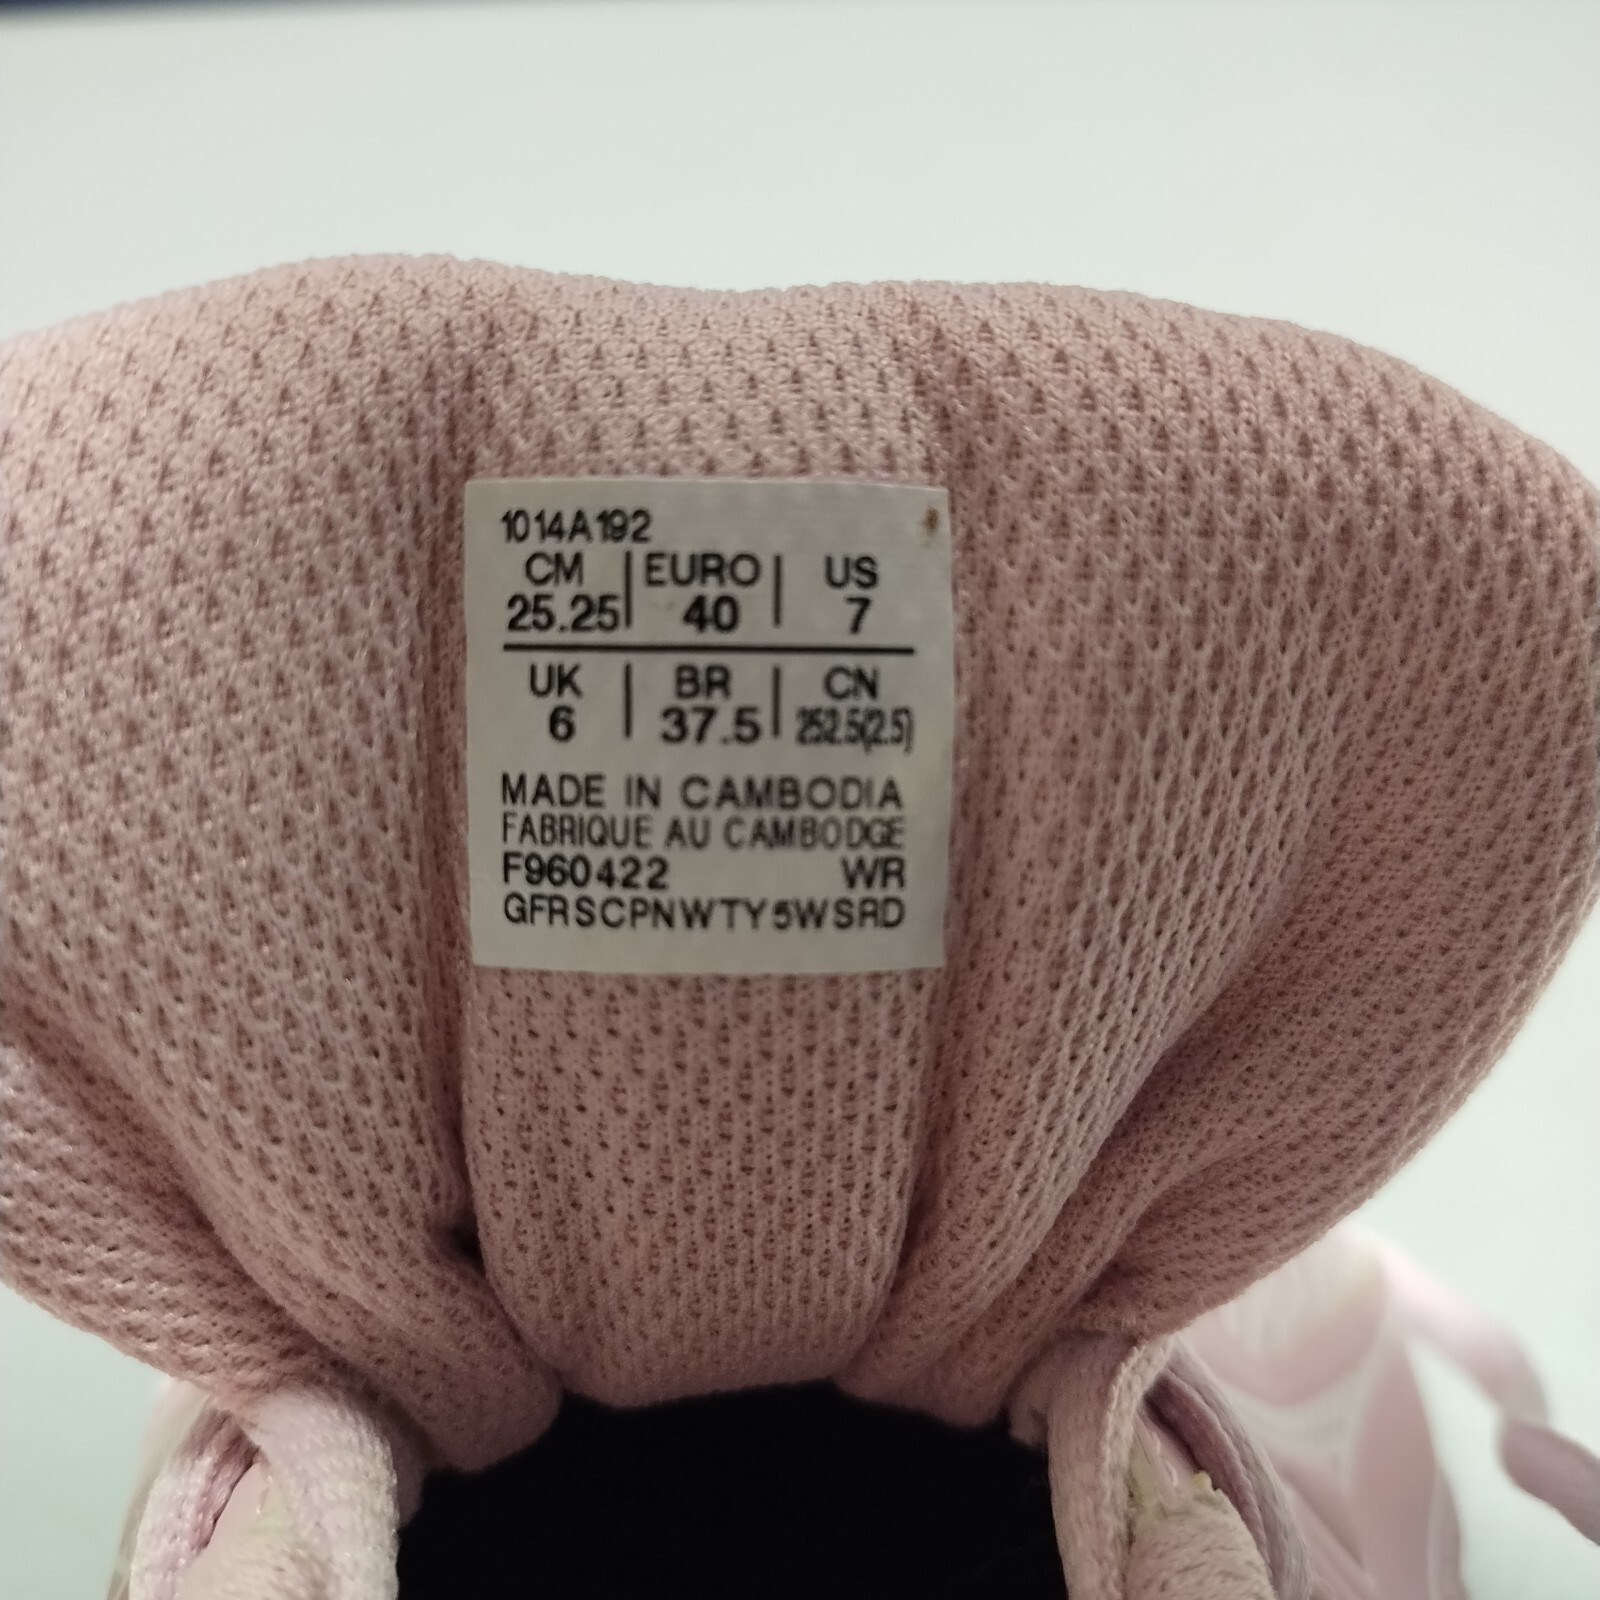 1014A192
CM | EURO | US
25.25 | 40 | 7
UK | BR | CN
6 | 37.5 | 252.5(2.5)
MADE IN CAMBODIA
FABRIQUE AU CAMBODGE
F960422 WR
GFRSCPNWTY5WSRD